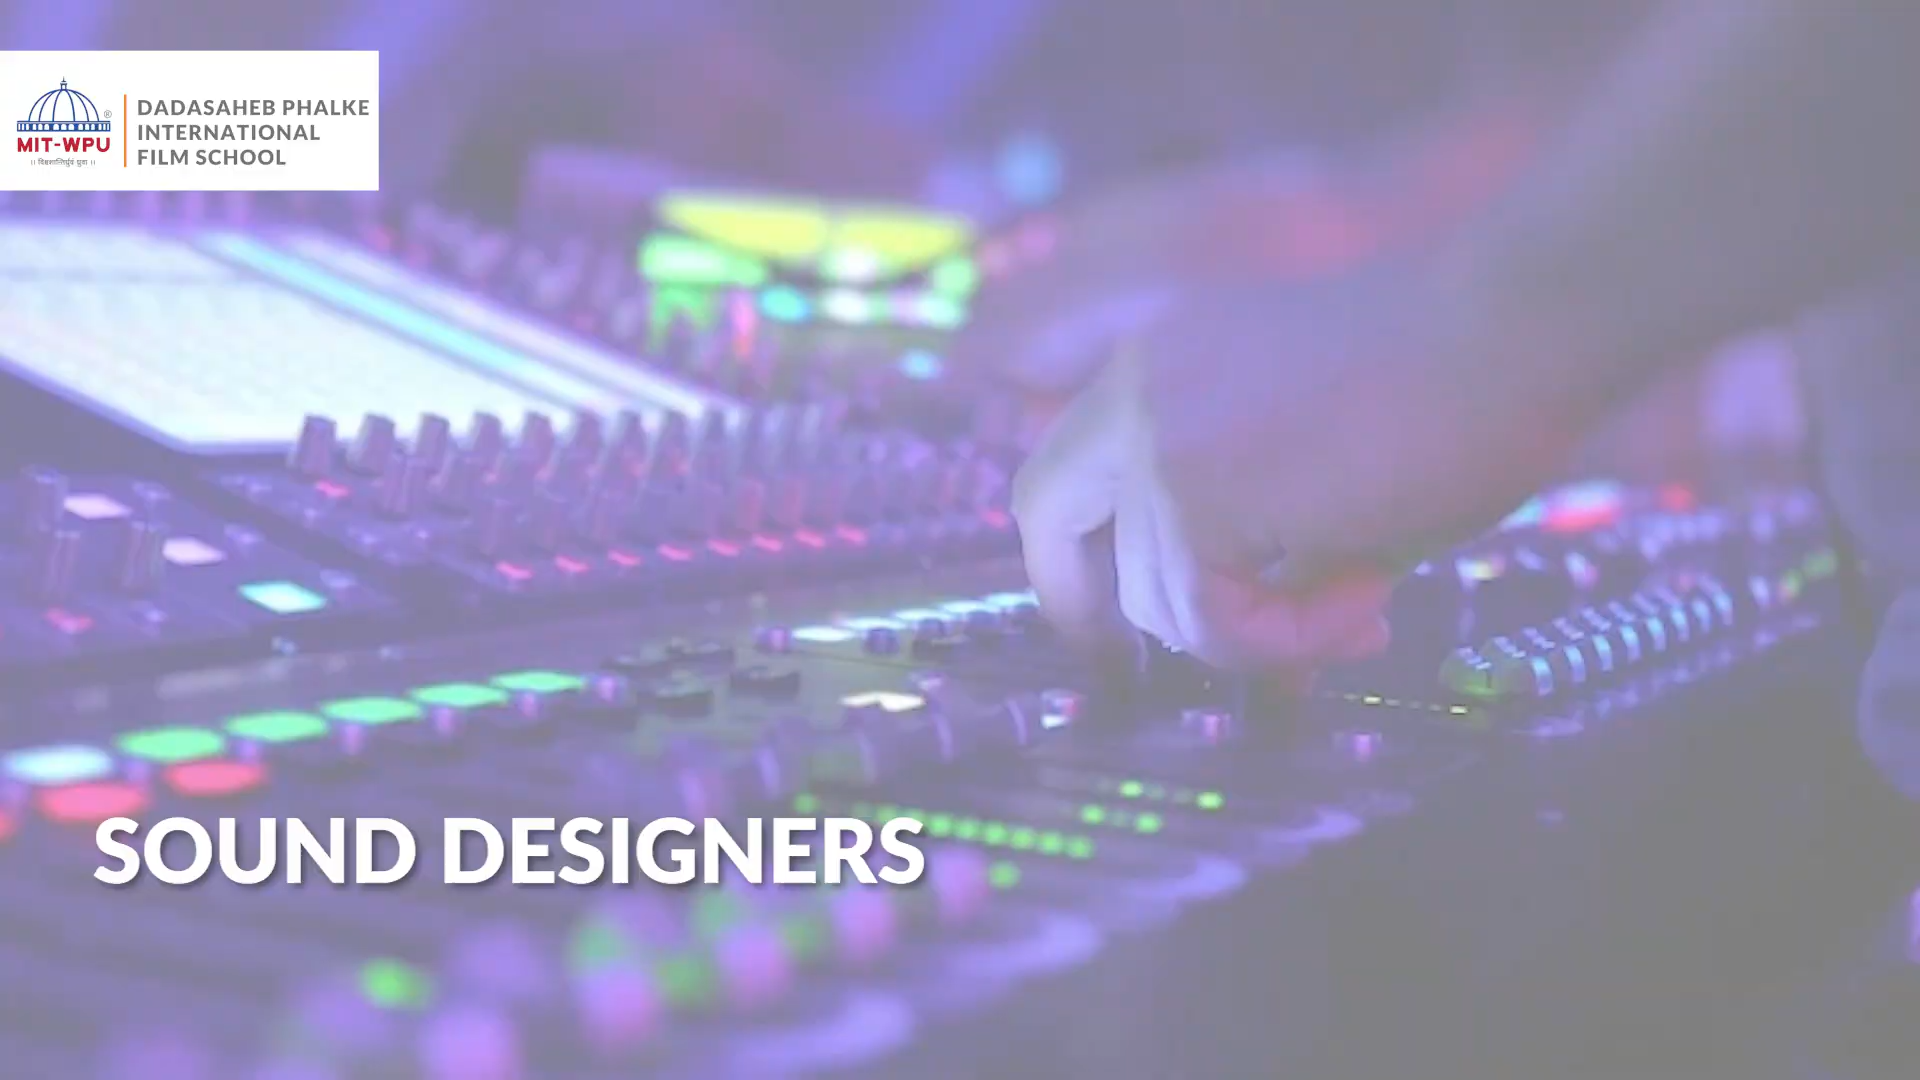 DADASAHEB PHALKE
INTERNATIONAL
FILM SCHOOL
MIT-WPU
®
SOUND DESIGNERS